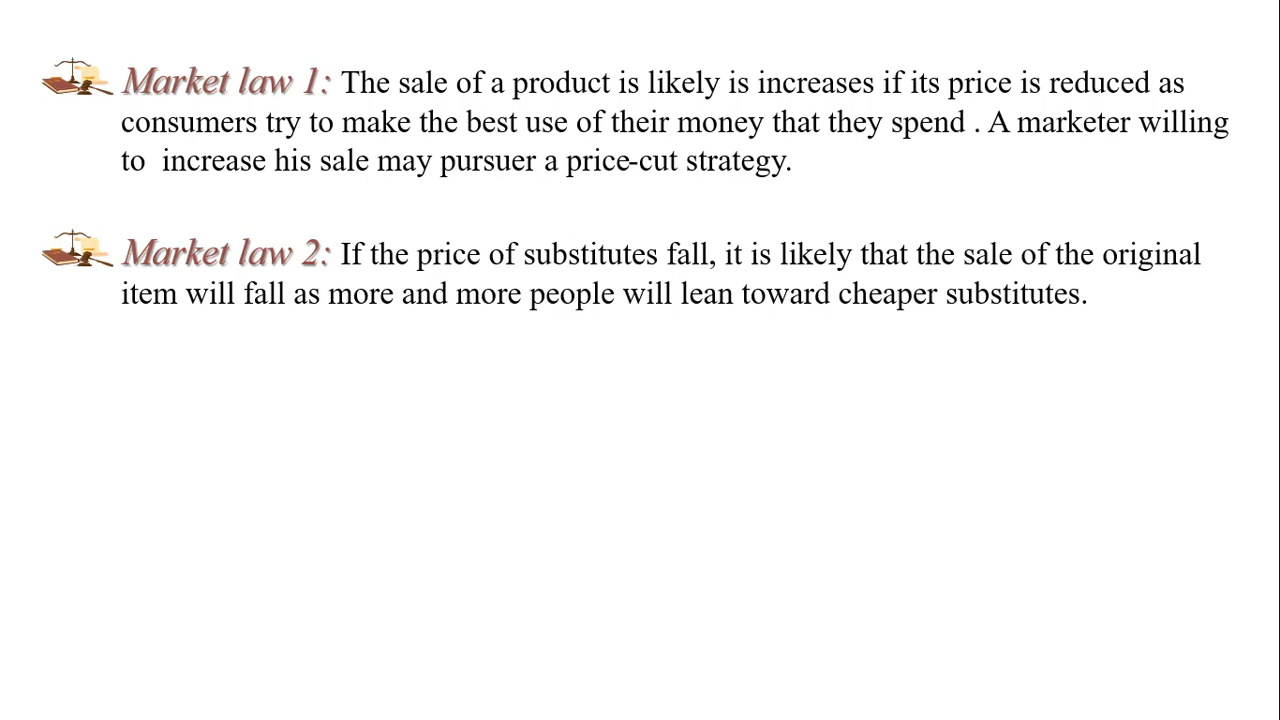 Market law 1: The sale of a product is likely is increases if its price is reduced as
consumers try to make the best use of their money that they spend . A marketer willing
to  increase his sale may pursuer a price-cut strategy.
Market law 2: If the price of substitutes fall, it is likely that the sale of the original
item will fall as more and more people will lean toward cheaper substitutes.